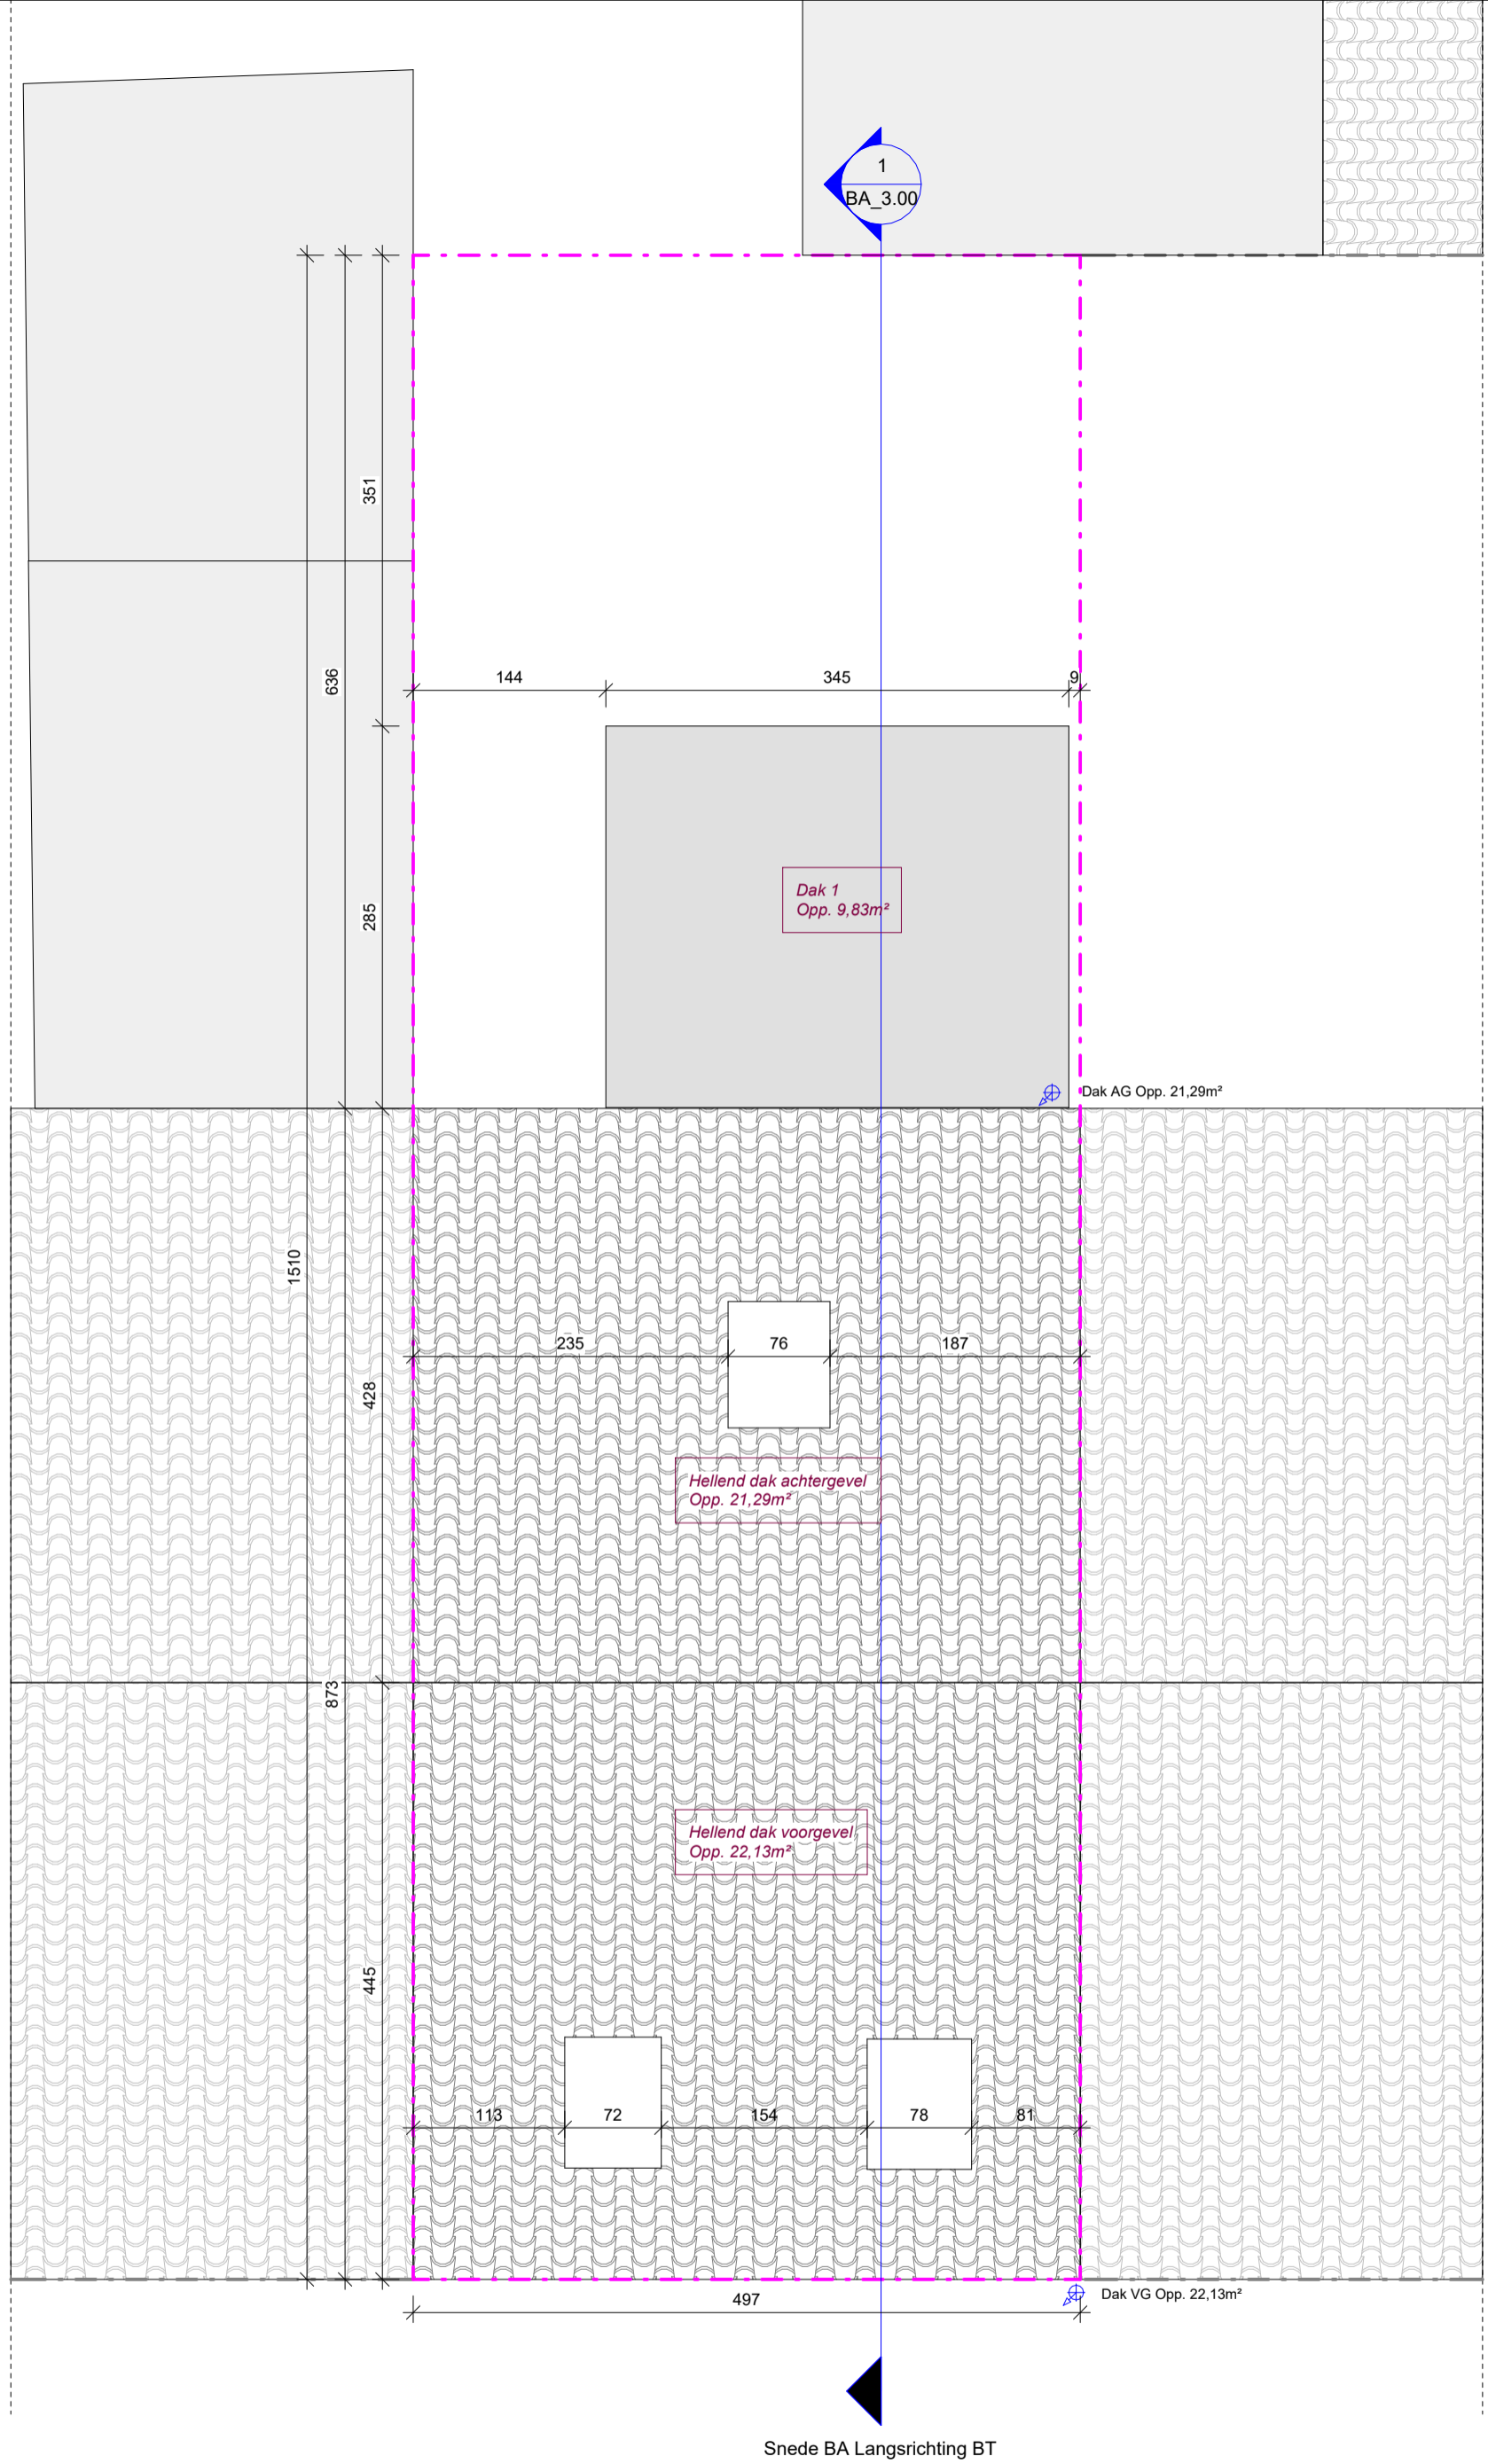 1
BA_3.00
351
636
144
345
9
285
Dak 1
Opp. 9,83m²
Dak AG Opp. 21,29m²
1510
235
76
187
428
Hellend dak achtergevel
Opp. 21,29m²
873
Hellend dak voorgevel
Opp. 22,13m²
445
113
72
154
78
81
Dak VG Opp. 22,13m²
497
Snede BA Langsrichting BT